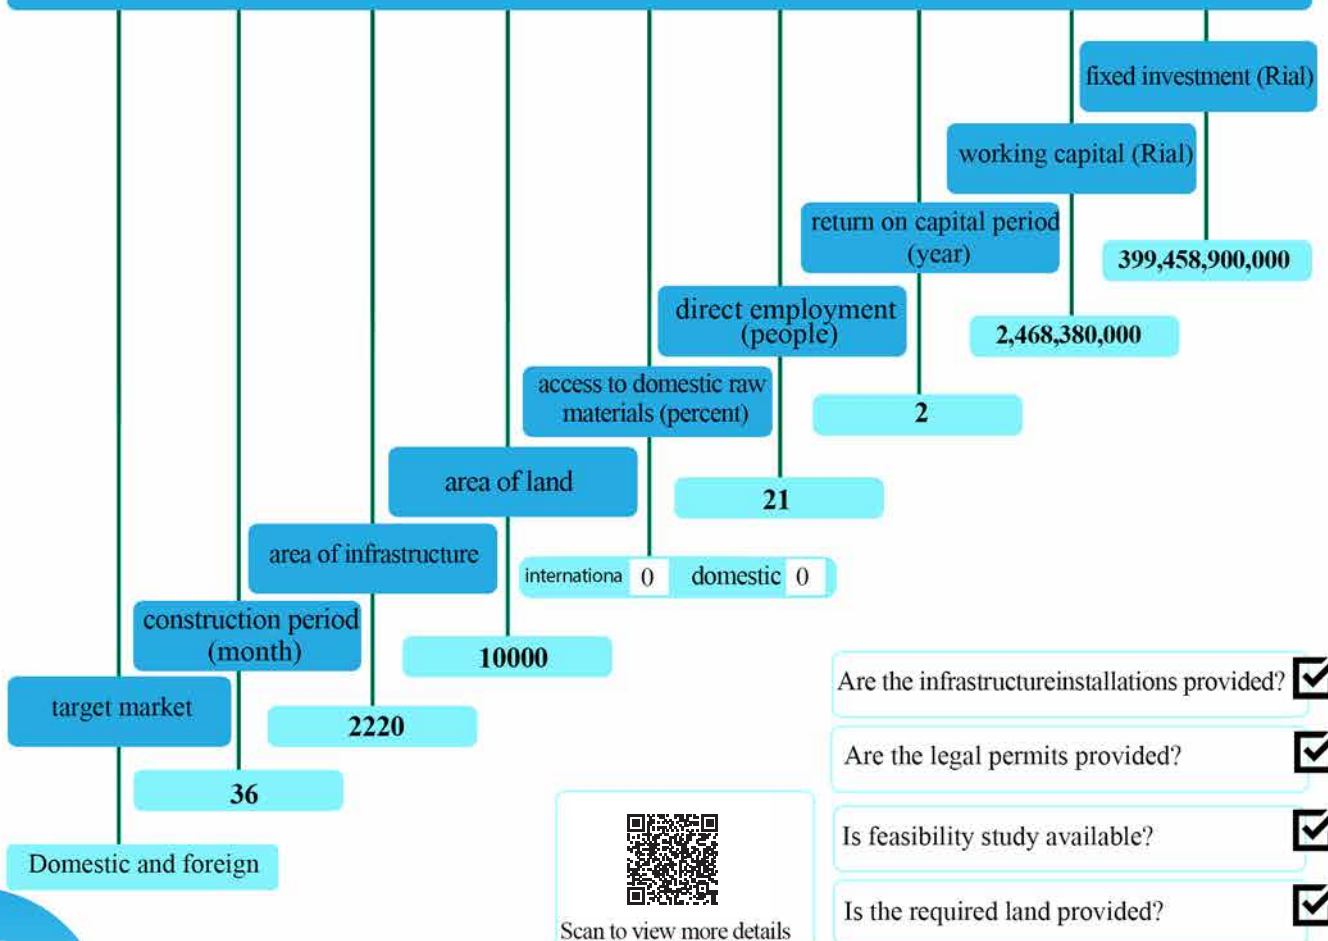 fixed investment (Rial)
399,458,900,000
working capital (Rial)
2,468,380,000
return on capital period
(year)
2
direct employment
(people)
21
access to domestic raw
materials (percent)
internationa 0 domestic 0
area of land
10000
area of infrastructure
2220
construction period
(month)
36
target market
Domestic and foreign
Are the infrastructureinstallations provided?
Are the legal permits provided?
Is feasibility study available?
Is the required land provided?
Scan to view more details